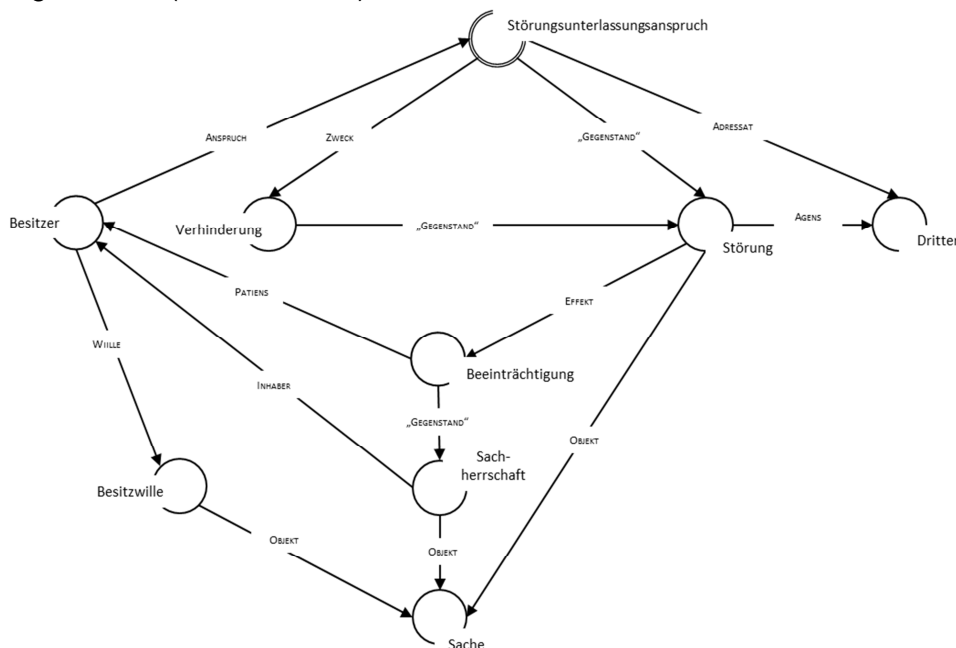 Störungsunterlassungsanspruch
ANSPRUCH
ZWECK
„GEGENSTAND“
ADRESSAT
Besitzer
Verhinderung
„GEGENSTAND“
Störung
AGENS
Dritter
PATIENS
EFFEKT
WIILLE
INHABER
Beeinträchtigung
„GEGENSTAND“
OBJEKT
Sach-
herrschaft
Besitzwille
OBJEKT
OBJEKT
Sache